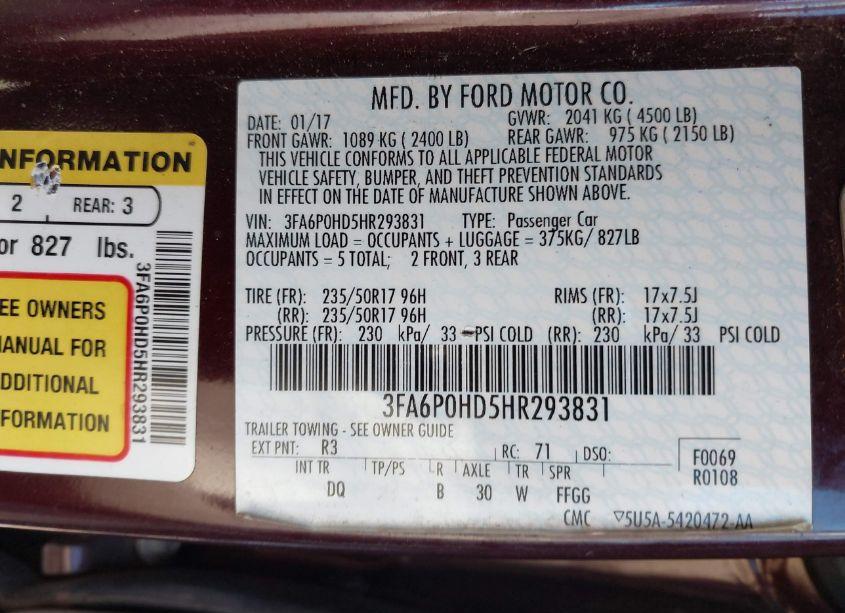 INFORMATION
2 REAR: 3
or 827 lbs.
EE OWNERS
MANUAL FOR
ADDITIONAL
NFORMATION
3FA6P0HD5HR293831
MFD. BY FORD MOTOR CO.
DATE: 01/17 GVWR: 2041 KG ( 4500 LB)
FRONT GAWR: 1089 KG ( 2400 LB) REAR GAWR: 975 KG ( 2150 LB)
THIS VEHICLE CONFORMS TO ALL APPLICABLE FEDERAL MOTOR
VEHICLE SAFETY, BUMPER, AND THEFT PREVENTION STANDARDS
IN EFFECT ON THE DATE OF MANUFACTURE SHOWN ABOVE.
VIN: 3FA6P0HD5HR293831 TYPE: Passenger Car
MAXIMUM LOAD = OCCUPANTS + LUGGAGE = 375KG/ 827LB
OCCUPANTS = 5 TOTAL; 2 FRONT, 3 REAR
TIRE (FR): 235/50R17 96H RIMS (FR): 17x7.5J
(RR): 235/50R17 96H (RR): 17x7.5J
PRESSURE (FR): 230 kPa/ 33 PSI COLD (RR): 230 kPa/ 33 PSI COLD
3FA6P0HD5HR293831
TRAILER TOWING - SEE OWNER GUIDE
EXT PNT: R3 RC: 71 DSO: F0069
R0108
INT TR TP/PS R AXLE TR SPR
DQ B 30 W FFGG
CMC ▽5U5A-5420472-AA